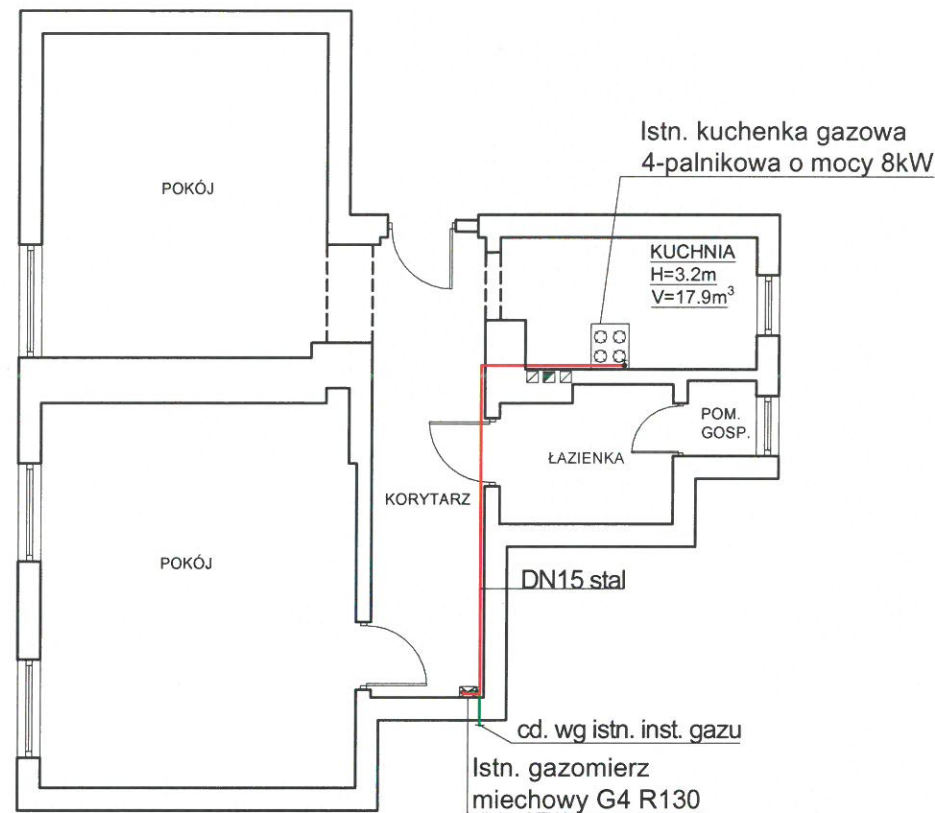 Istn. kuchenka gazowa
4-palnikowa o mocy 8kW
POKÓJ
KUCHNIA
H=3.2m
V=17.9m³
POM.
GOSP.
ŁAZIENKA
KORYTARZ
POKÓJ
DN15 stal
cd. wg istn. inst. gazu
Istn. gazomierz
miechowy G4 R130